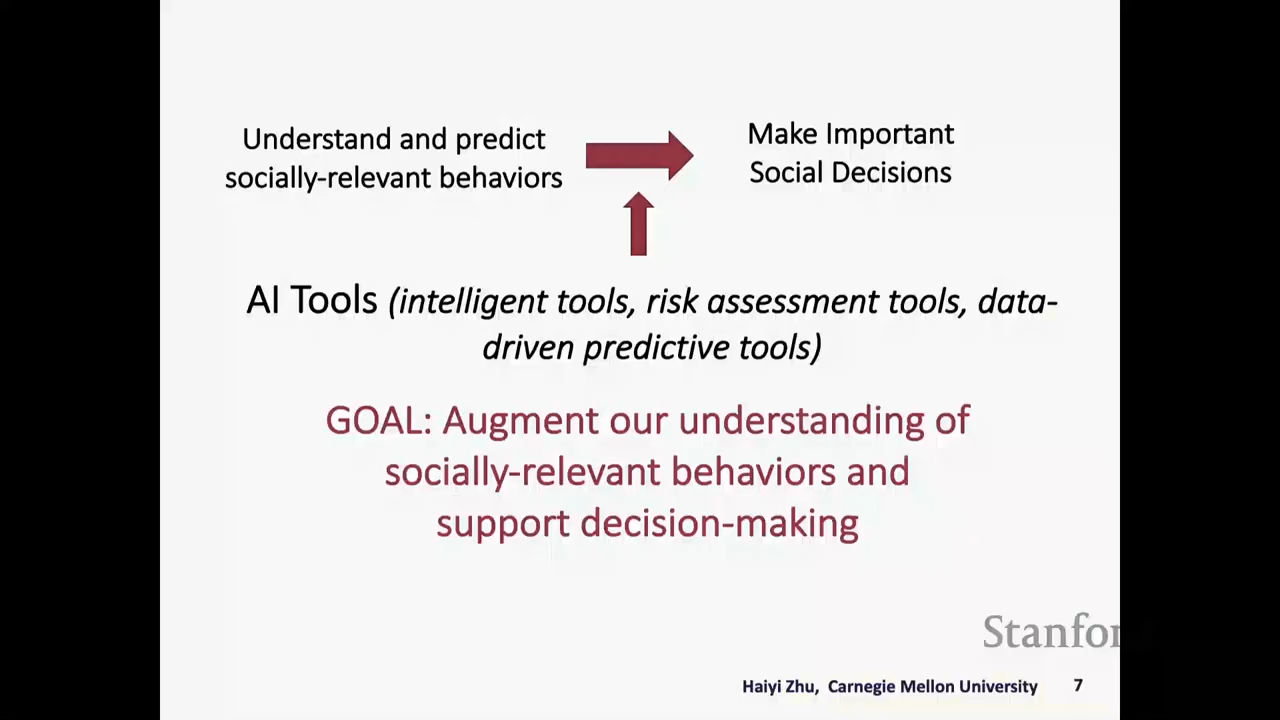 Understand and predict
socially-relevant behaviors
Make Important
Social Decisions
AI Tools (intelligent tools, risk assessment tools, data-
driven predictive tools)
GOAL: Augment our understanding of
socially-relevant behaviors and
support decision-making
Stanfor
Haiyi Zhu, Carnegie Mellon University 7